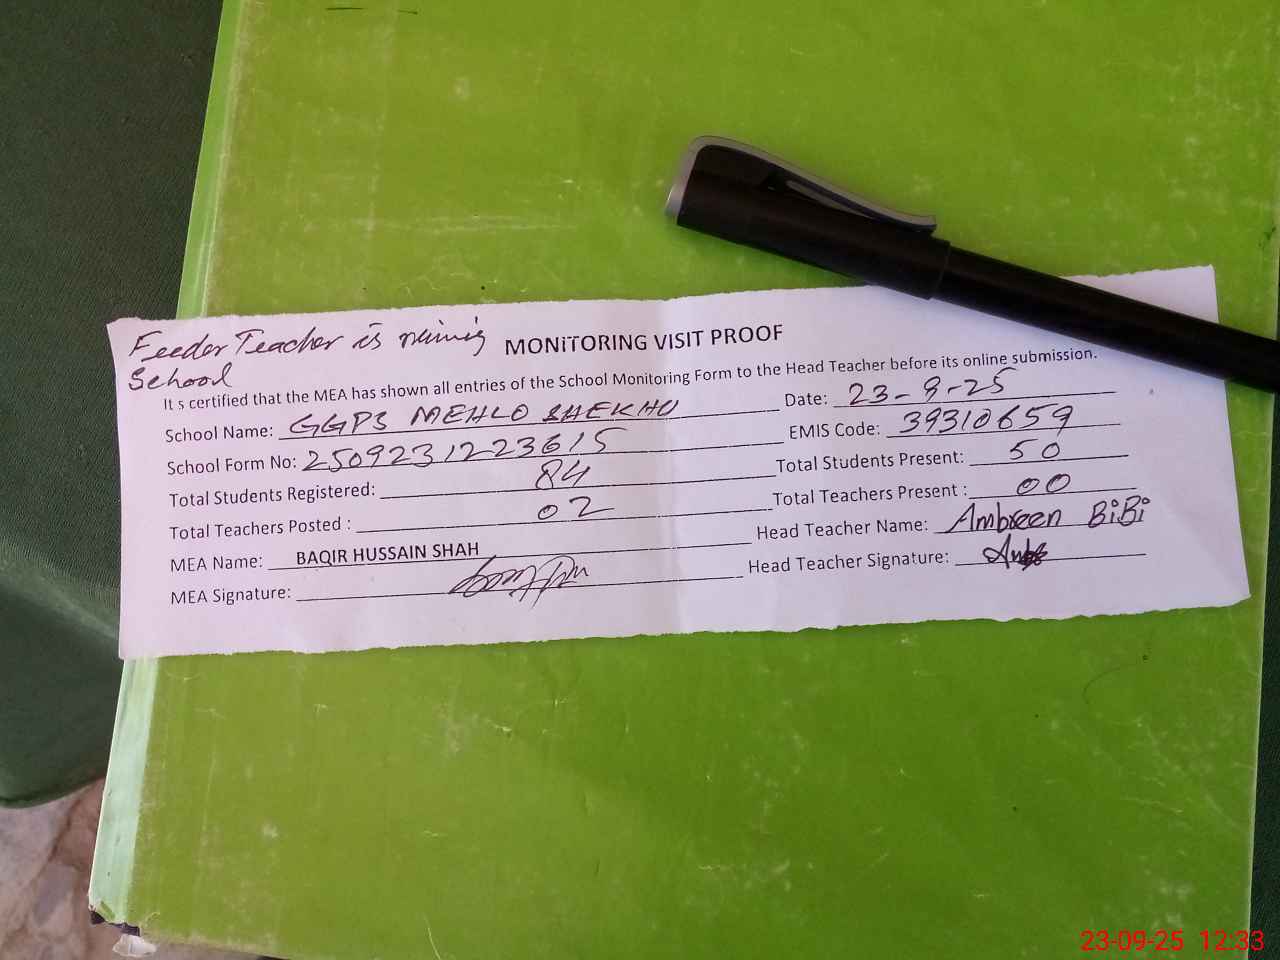 Feeder Teacher is
School
MONiTORING VISIT PROOF
It s certified that the MEA has shown all entries of the School Monitoring Form to the Head Teacher before its online submission.
School Name: GGPS MEHLO SHEKHU Date: 23-9-25
School Form No: 2509231223615 EMIS Code: 39310659
Total Students Registered: 84 Total Students Present: 50
Total Teachers Posted : 02 Total Teachers Present : 00
MEA Name: BAQIR HUSSAIN SHAH Head Teacher Name: Ambreen BiBi
MEA Signature: Head Teacher Signature:
23-09-25 12:33